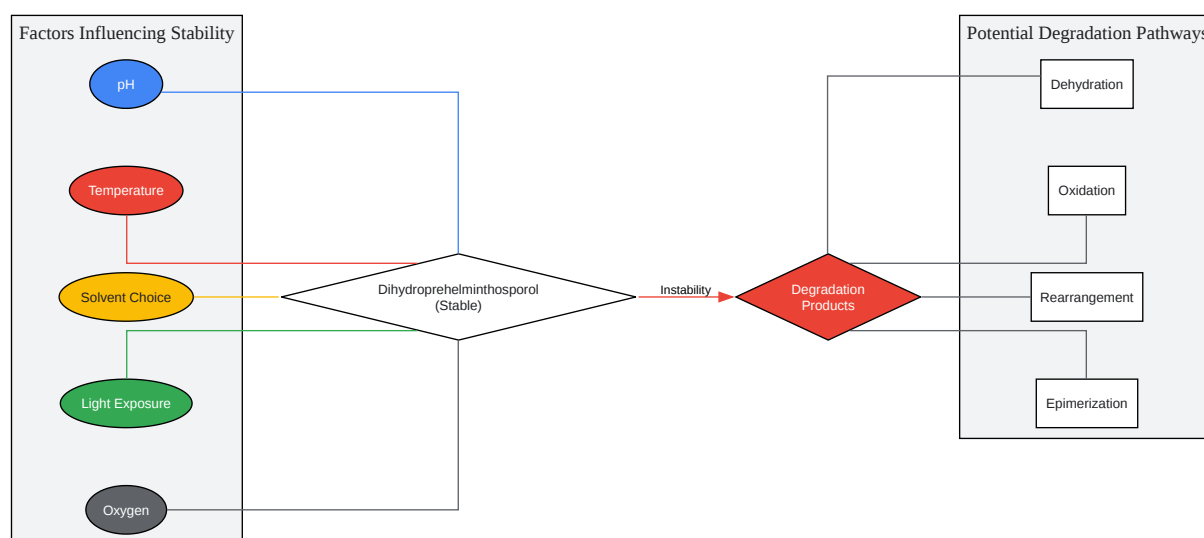 Factors Influencing Stability
pH
Temperature
Solvent Choice
Light Exposure
Oxygen
Dihydroprehelminthosporol
(Stable)
Instability
Degradation
Products
Potential Degradation Pathways
Dehydration
Oxidation
Rearrangement
Epimerization